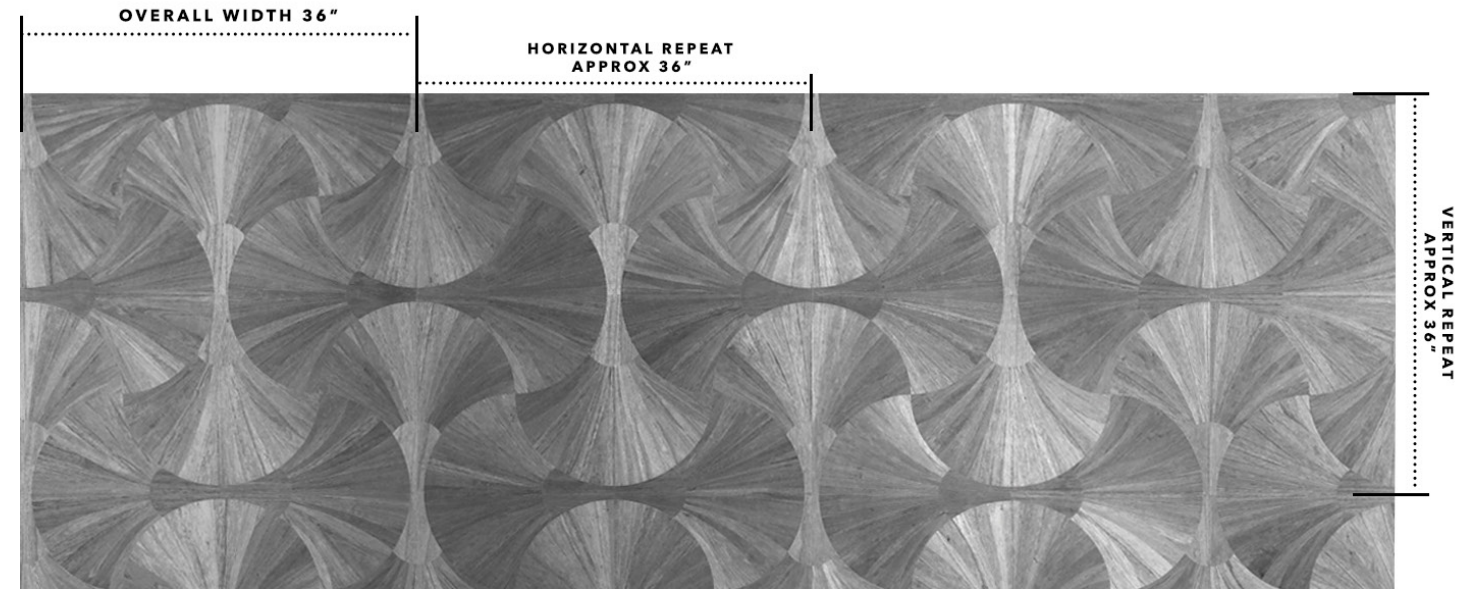 OVERALL WIDTH 36”
HORIZONTAL REPEAT
APPROX 36”
VERTICAL REPEAT
APPROX 36”